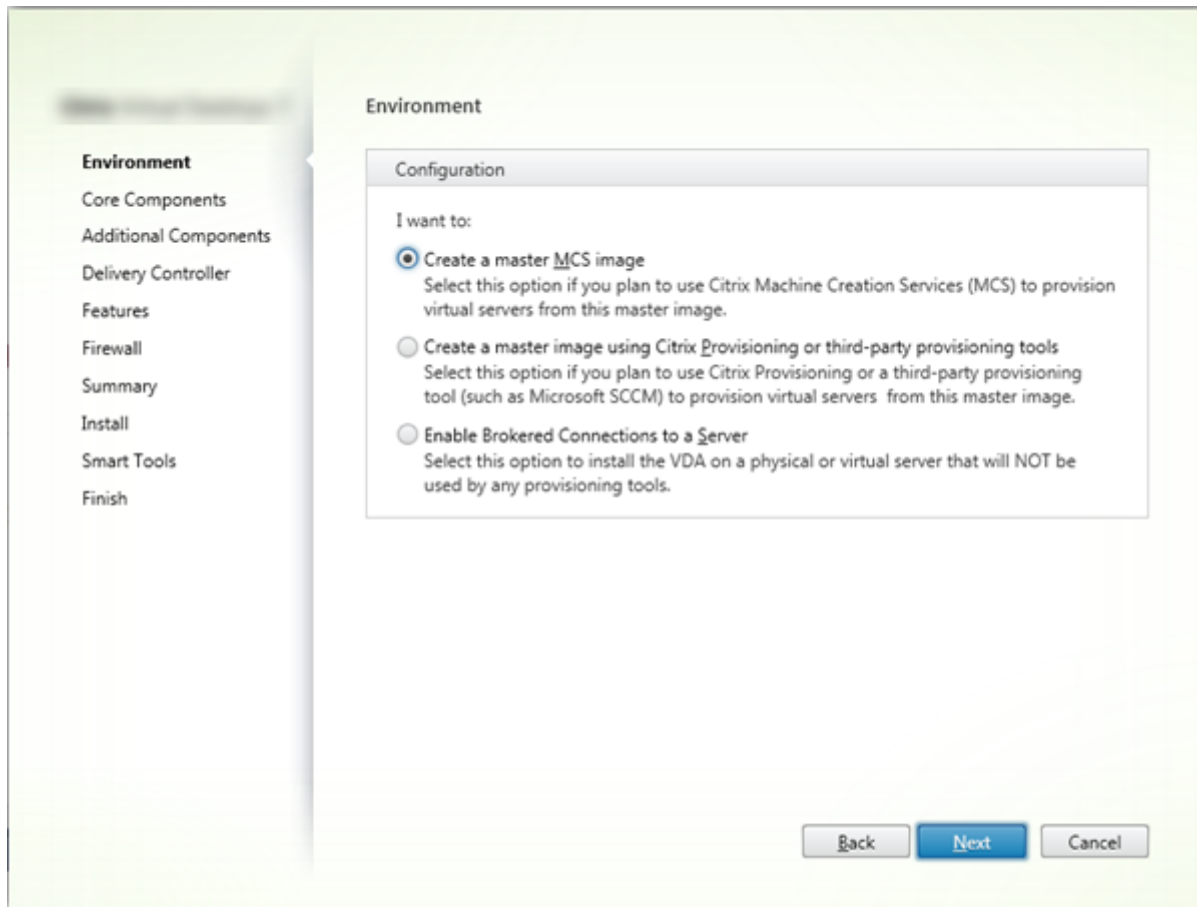 Environment
Environment
Core Components
Additional Components
Delivery Controller
Features
Firewall
Summary
Install
Smart Tools
Finish
Configuration
I want to:
Create a master MCS image
Select this option if you plan to use Citrix Machine Creation Services (MCS) to provision
virtual servers from this master image.
Create a master image using Citrix Provisioning or third-party provisioning tools
Select this option if you plan to use Citrix Provisioning or a third-party provisioning
tool (such as Microsoft SCCM) to provision virtual servers from this master image.
Enable Brokered Connections to a Server
Select this option to install the VDA on a physical or virtual server that will NOT be
used by any provisioning tools.
Back
Next
Cancel